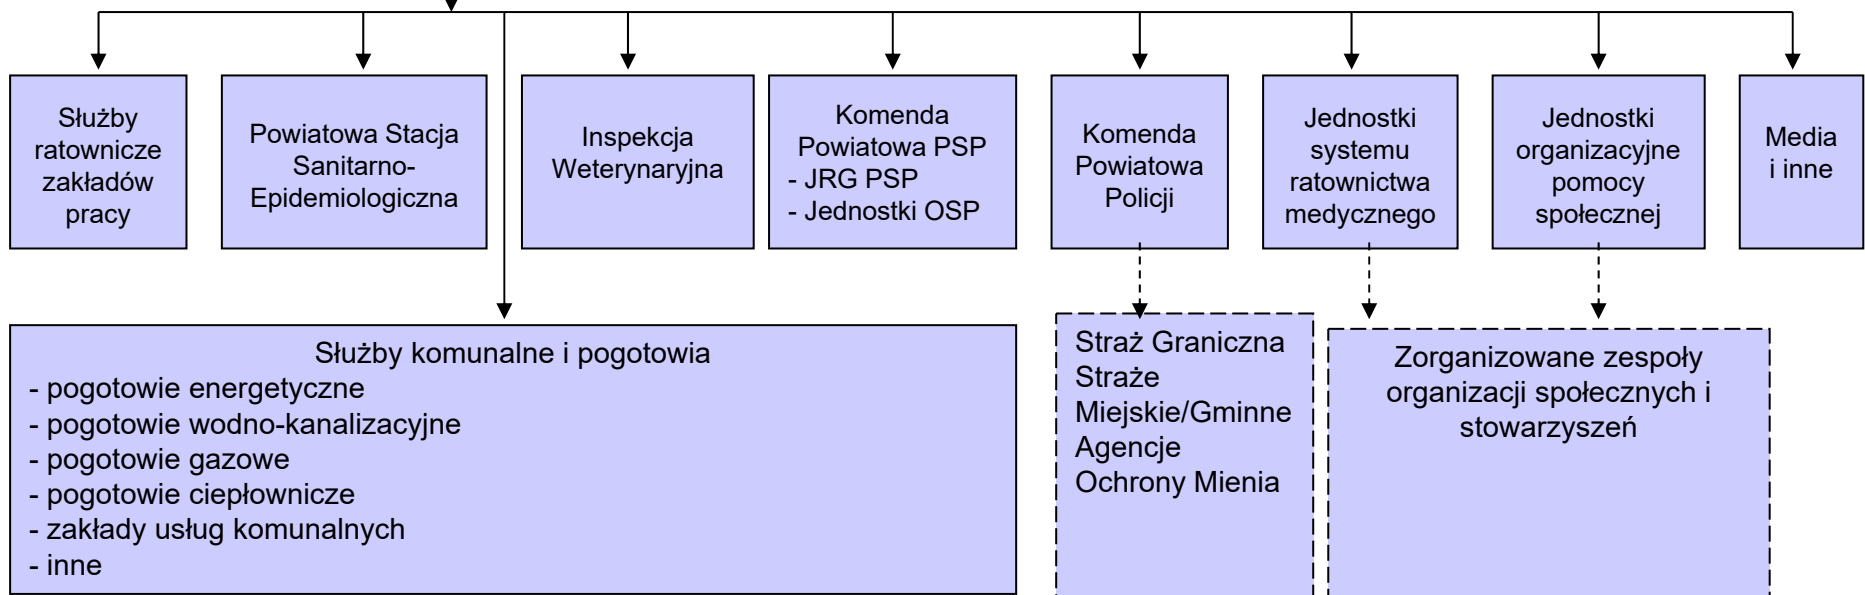 Służby
ratownicze
zakładów
pracy
Powiatowa Stacja
Sanitarno-
Epidemiologiczna
Inspekcja
Weterynaryjna
Komenda
Powiatowa PSP
- JRG PSP
- Jednostki OSP
Komenda
Powiatowa
Policji
Jednostki
systemu
ratownictwa
medycznego
Jednostki
organizacyjne
pomocy
społecznej
Media
i inne
Służby komunalne i pogotowia
- pogotowie energetyczne
- pogotowie wodno-kanalizacyjne
- pogotowie gazowe
- pogotowie ciepłownicze
- zakłady usług komunalnych
- inne
Straż Graniczna
Straże
Miejskie/Gminne
Agencje
Ochrony Mienia
Zorganizowane zespoły
organizacji społecznych i
stowarzyszeń